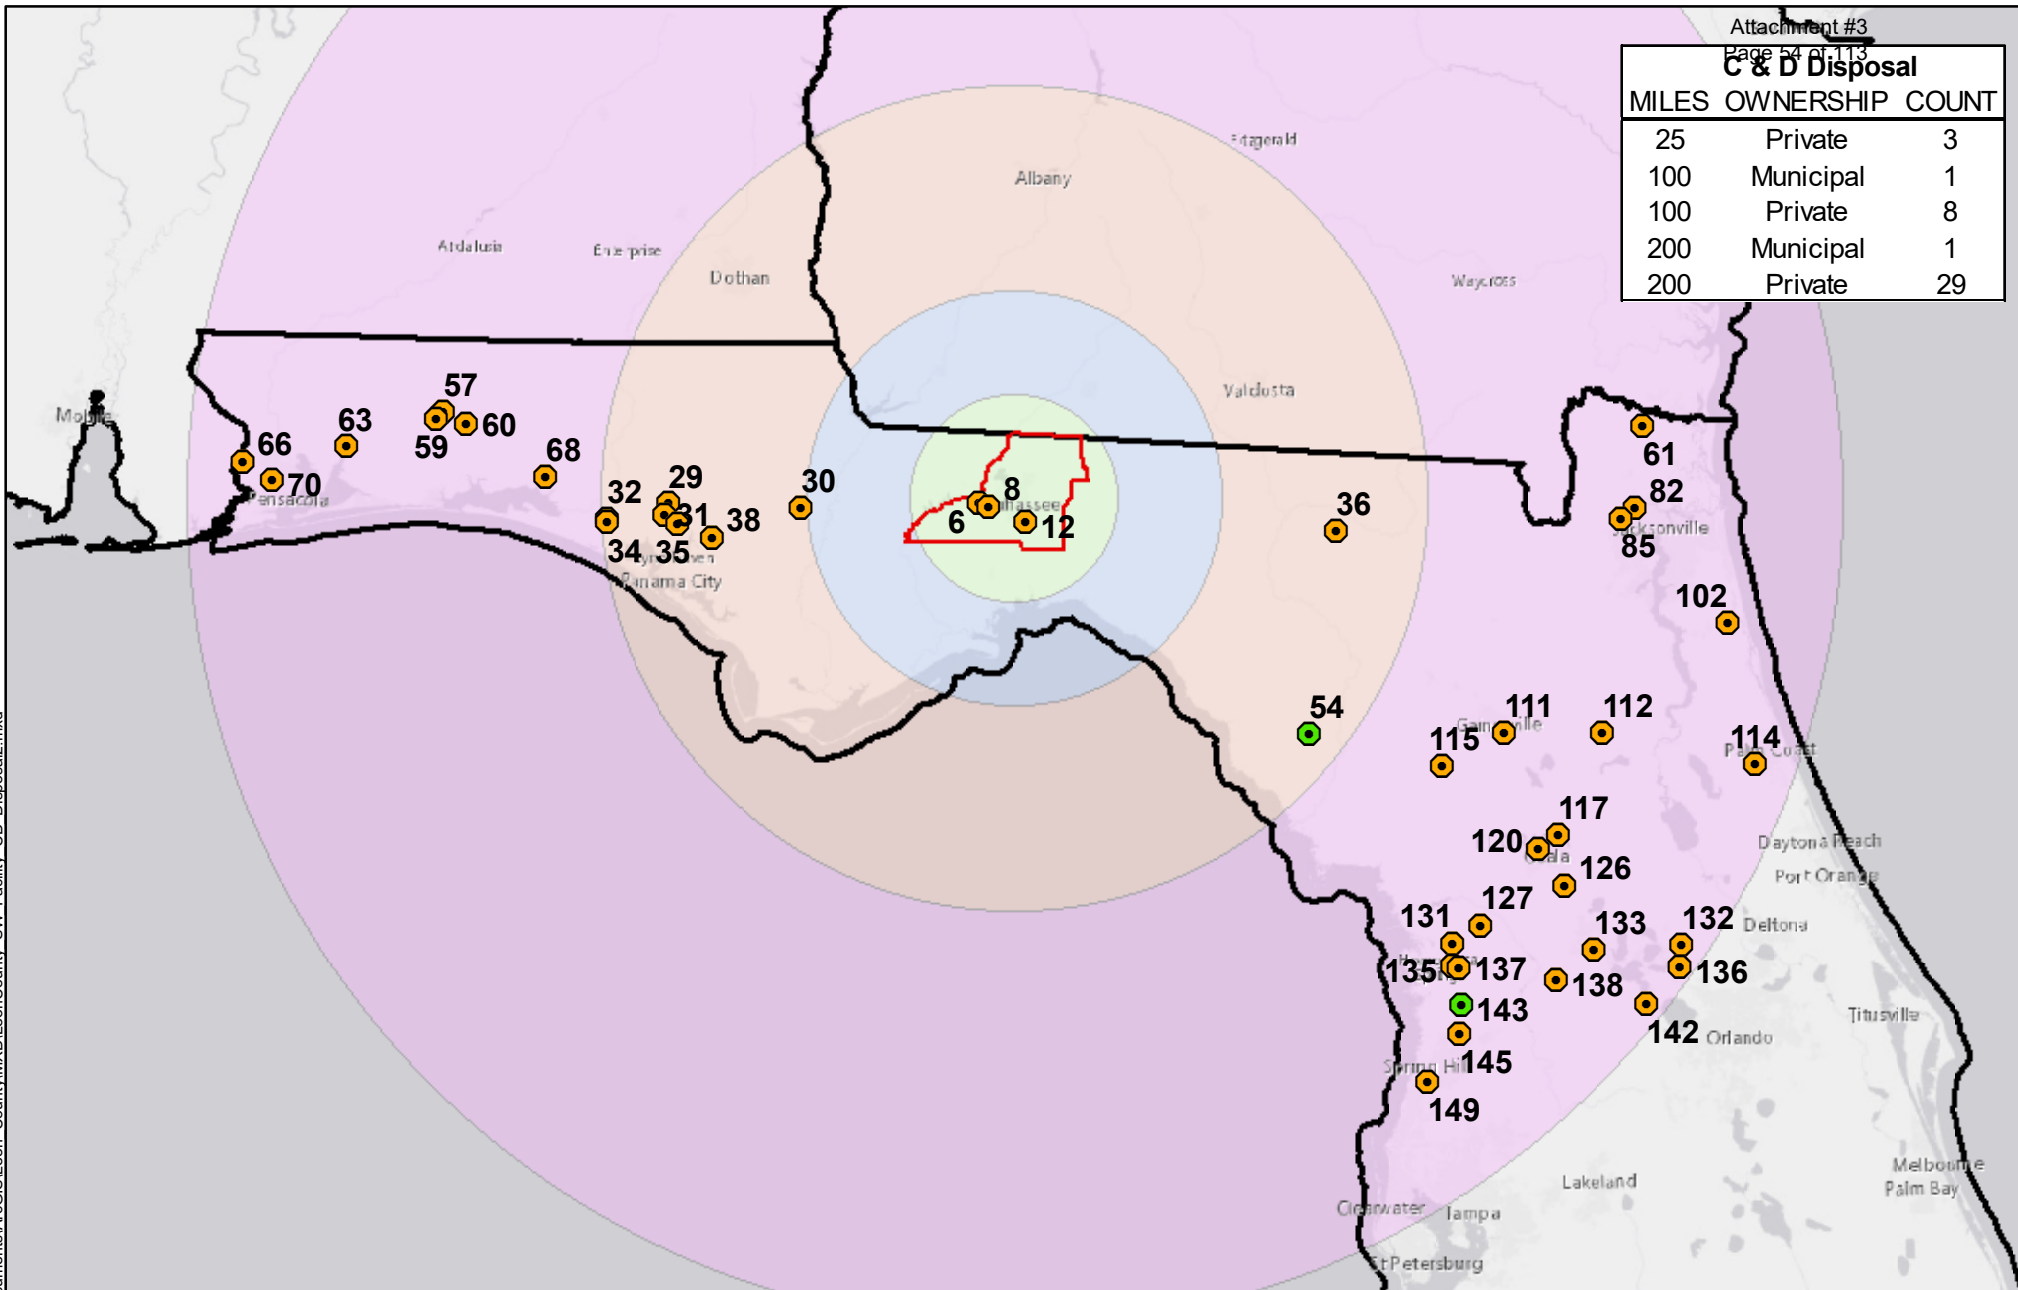 Attachment #3
Page 54 of 113
C & D Disposal
MILES OWNERSHIP COUNT
25 Private 3
100 Municipal 1
100 Private 8
200 Municipal 1
200 Private 29
Fitzgerald
Albany
Andalusia
Enterprise
Dothan
Waycross
Valdosta
Mobile
57
63
59
60
66
70
Pensacola
68
32
29
34
31
35
38
30
Lynn Haven
Panama City
8
6
12
36
61
82
Jacksonville
85
102
54
111
112
Gainesville
115
114
Palm Coast
117
120
Ocala
126
Daytona Beach
Port Orange
127
131
133
132
Deltona
135
137
138
136
Homosassa
Springs
143
142
Titusville
Orlando
145
Spring Hill
149
Melbourne
Palm Bay
Lakeland
Clearwater
Tampa
St Petersburg